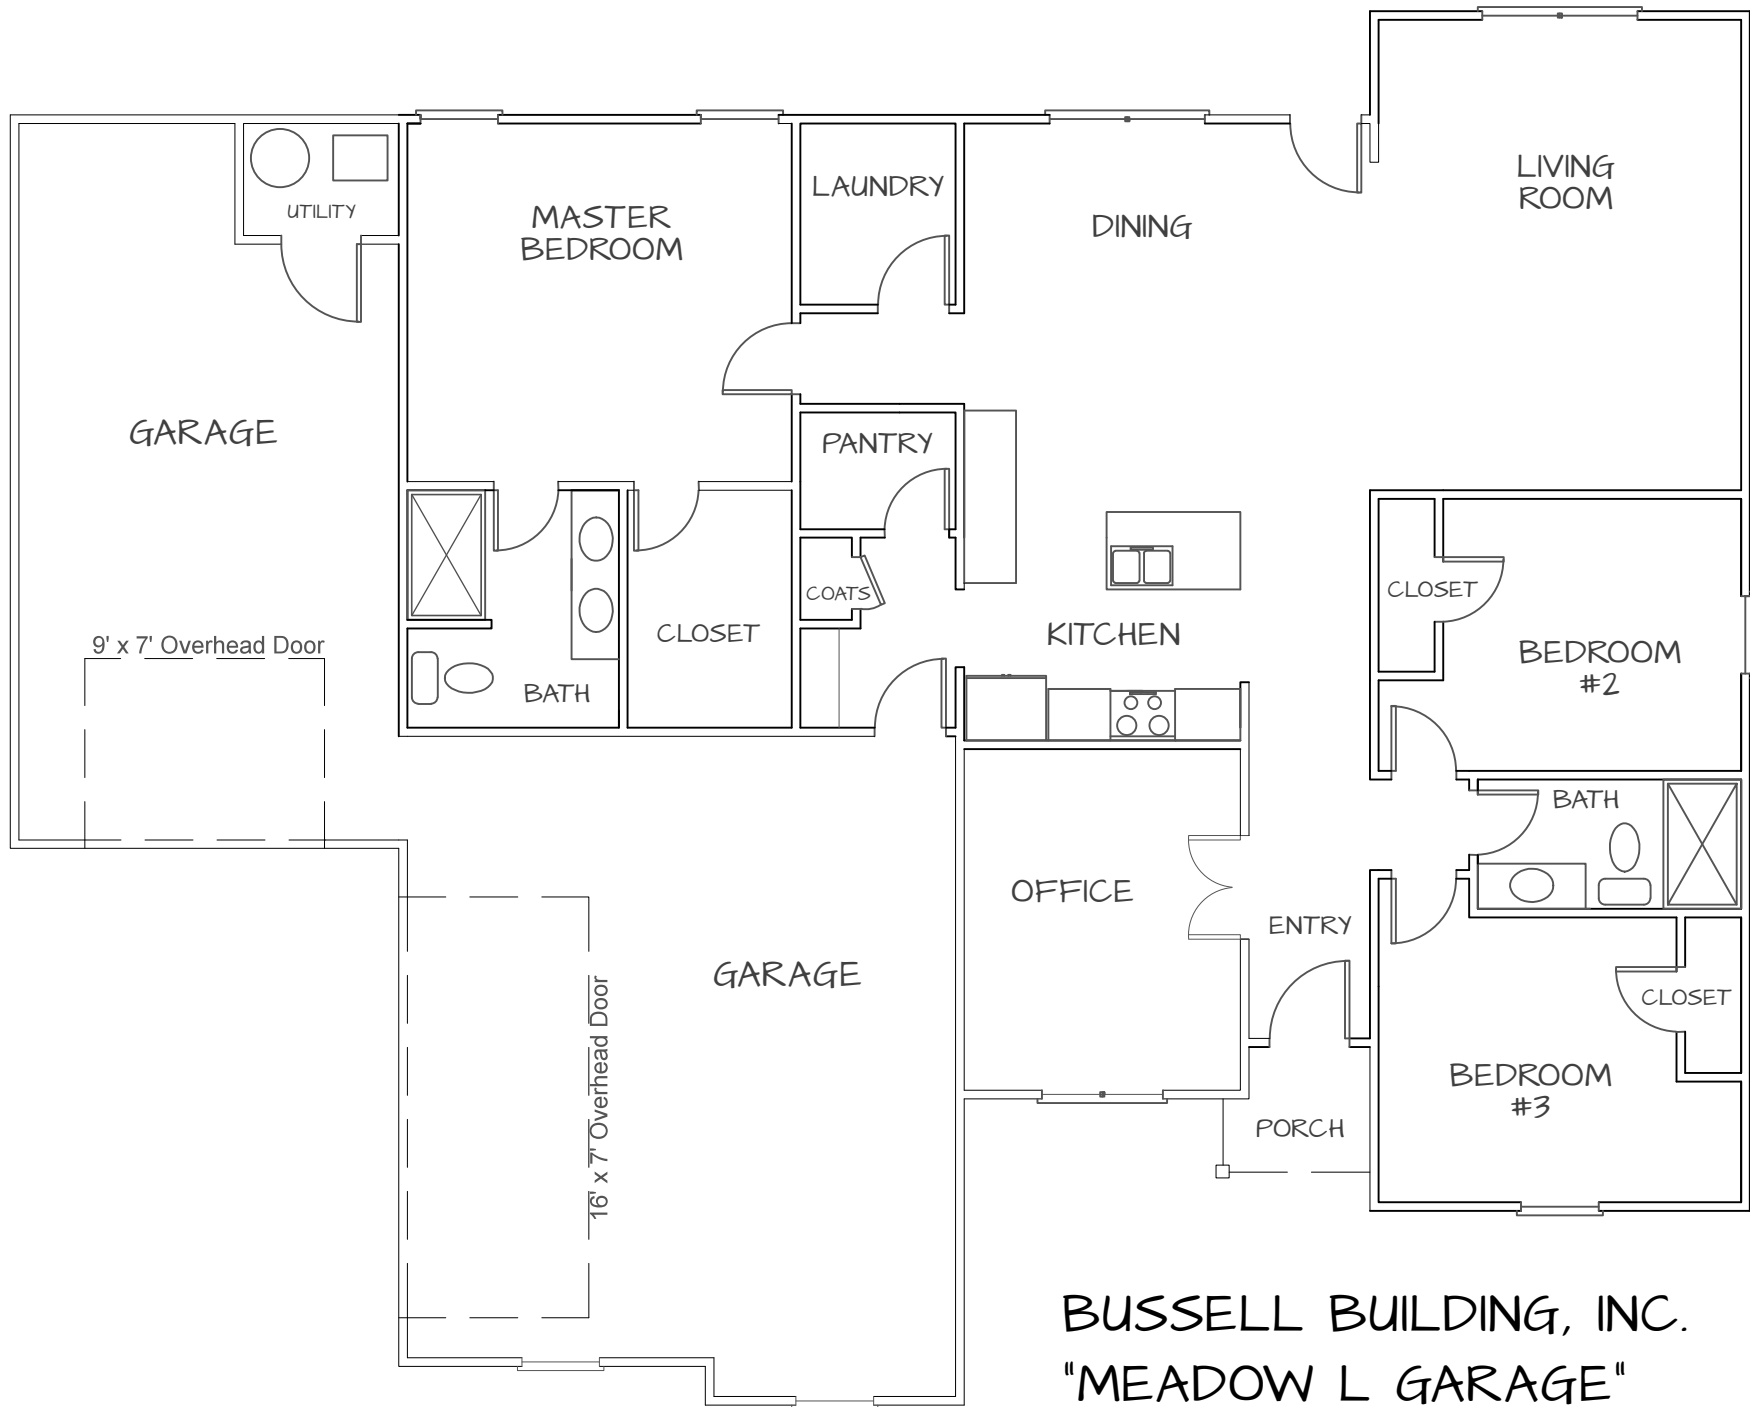 LIVING
ROOM
LAUNDRY
UTILITY
MASTER
BEDROOM
DINING
GARAGE
PANTRY
CLOSET
COATS
CLOSET
KITCHEN
9' x 7' Overhead Door
BEDROOM
#2
BATH
BATH
OFFICE
ENTRY
GARAGE
CLOSET
16' x 7' Overhead Door
BEDROOM
#3
PORCH
BUSSELL BUILDING, INC.
"MEADOW L GARAGE"